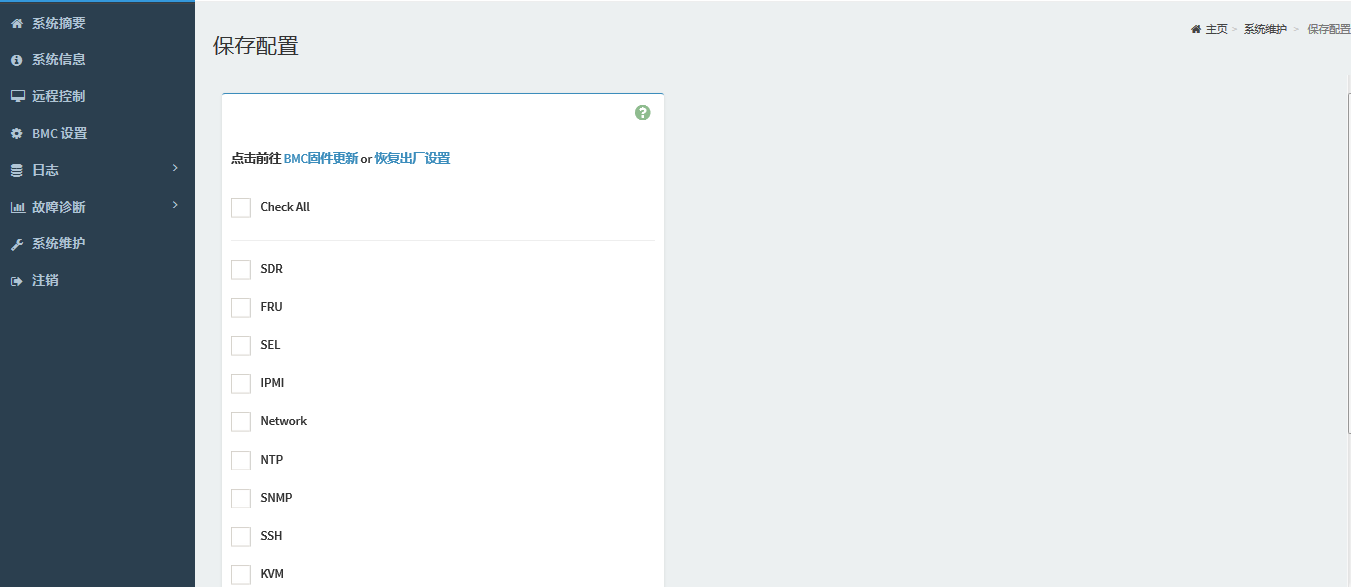 系统摘要
系统信息
远程控制
BMC 设置
日志
故障诊断
系统维护
注销
主页 > 系统维护 > 保存配置
保存配置
点击前往 BMC固件更新 or 恢复出厂设置
Check All
SDR
FRU
SEL
IPMI
Network
NTP
SNMP
SSH
KVM